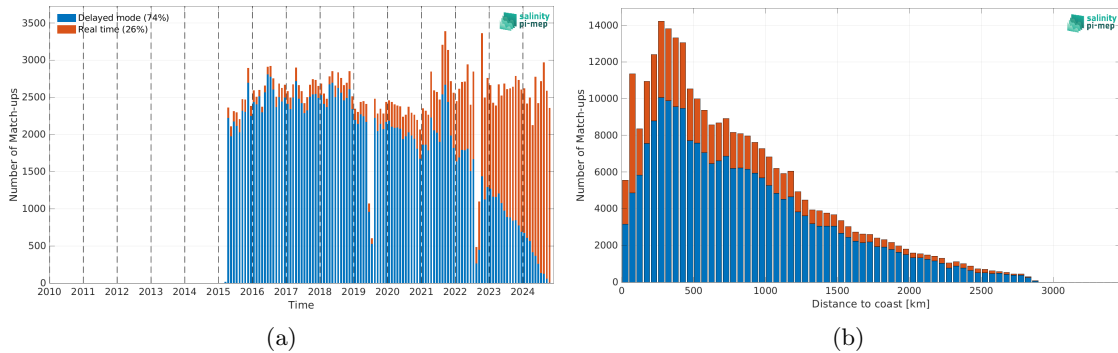 Delayed mode (74%)
Real time (26%)
salinity
pi-mep
Number of Match-ups
3500
3000
2500
2000
1500
1000
500
0
2010 2011 2012 2013 2014 2015 2016 2017 2018 2019 2020 2021 2022 2023 2024
Time
(a)
salinity
pi-mep
Number of Match-ups
14000
12000
10000
8000
6000
4000
2000
0
0 500 1000 1500 2000 2500 3000
Distance to coast [km]
(b)